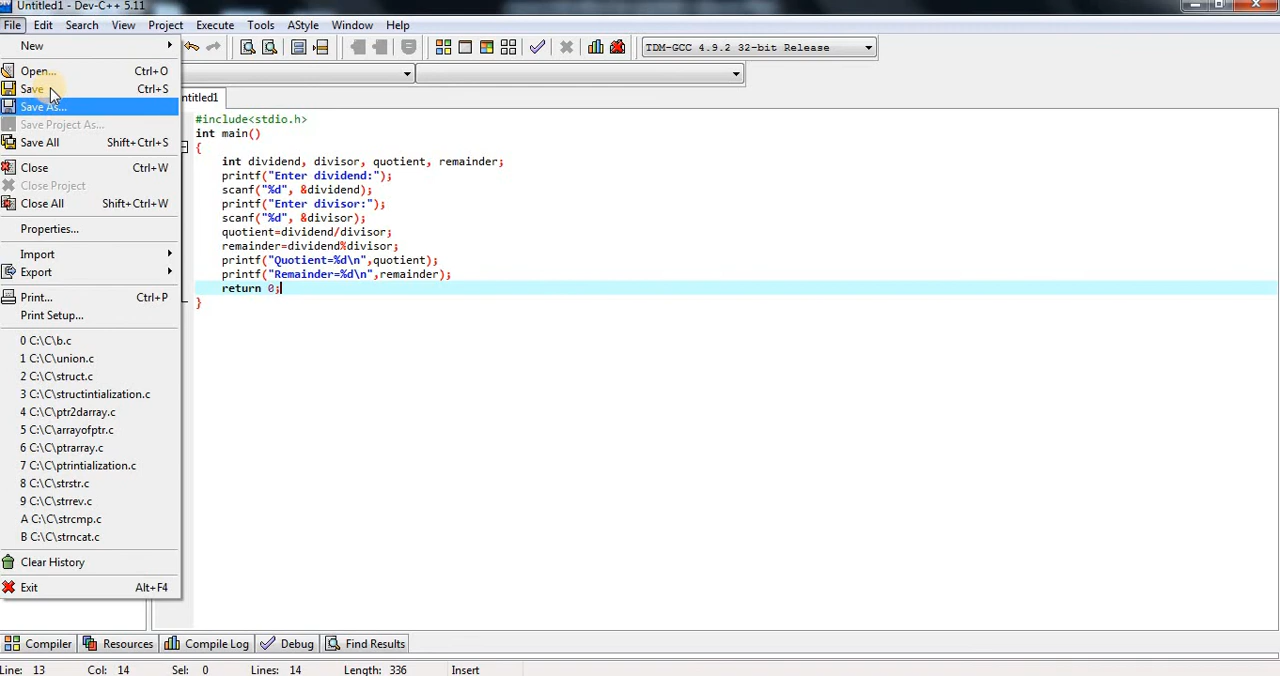 Untitled1 - Dev-C++ 5.11
File Edit Search View Project Execute Tools AStyle Window Help
New
TDM-GCC 4.9.2 32-bit Release
Open... Ctrl+O
Save Ctrl+S
Save As...
ntitled1
Save Project As...
Save All Shift+Ctrl+S
Close Ctrl+W
Close Project
Close All Shift+Ctrl+W
Properties...
Import
Export
Print... Ctrl+P
Print Setup...
0 C:\C\b.c
1 C:\C\union.c
2 C:\C\struct.c
3 C:\C\structintialization.c
4 C:\C\ptr2darray.c
5 C:\C\arrayofptr.c
6 C:\C\ptrarray.c
7 C:\C\ptrintialization.c
8 C:\C\strstr.c
9 C:\C\strrev.c
A C:\C\strcmp.c
B C:\C\strncat.c
Clear History
Exit Alt+F4
#include<stdio.h>
int main()
{
int dividend, divisor, quotient, remainder;
printf("Enter dividend:");
scanf("%d", &dividend);
printf("Enter divisor:");
scanf("%d", &divisor);
quotient=dividend/divisor;
remainder=dividend%divisor;
printf("Quotient=%d\n",quotient);
printf("Remainder=%d\n",remainder);
return 0;
}
Compiler Resources Compile Log Debug Find Results
Line: 13 Col: 14 Sel: 0 Lines: 14 Length: 336 Insert